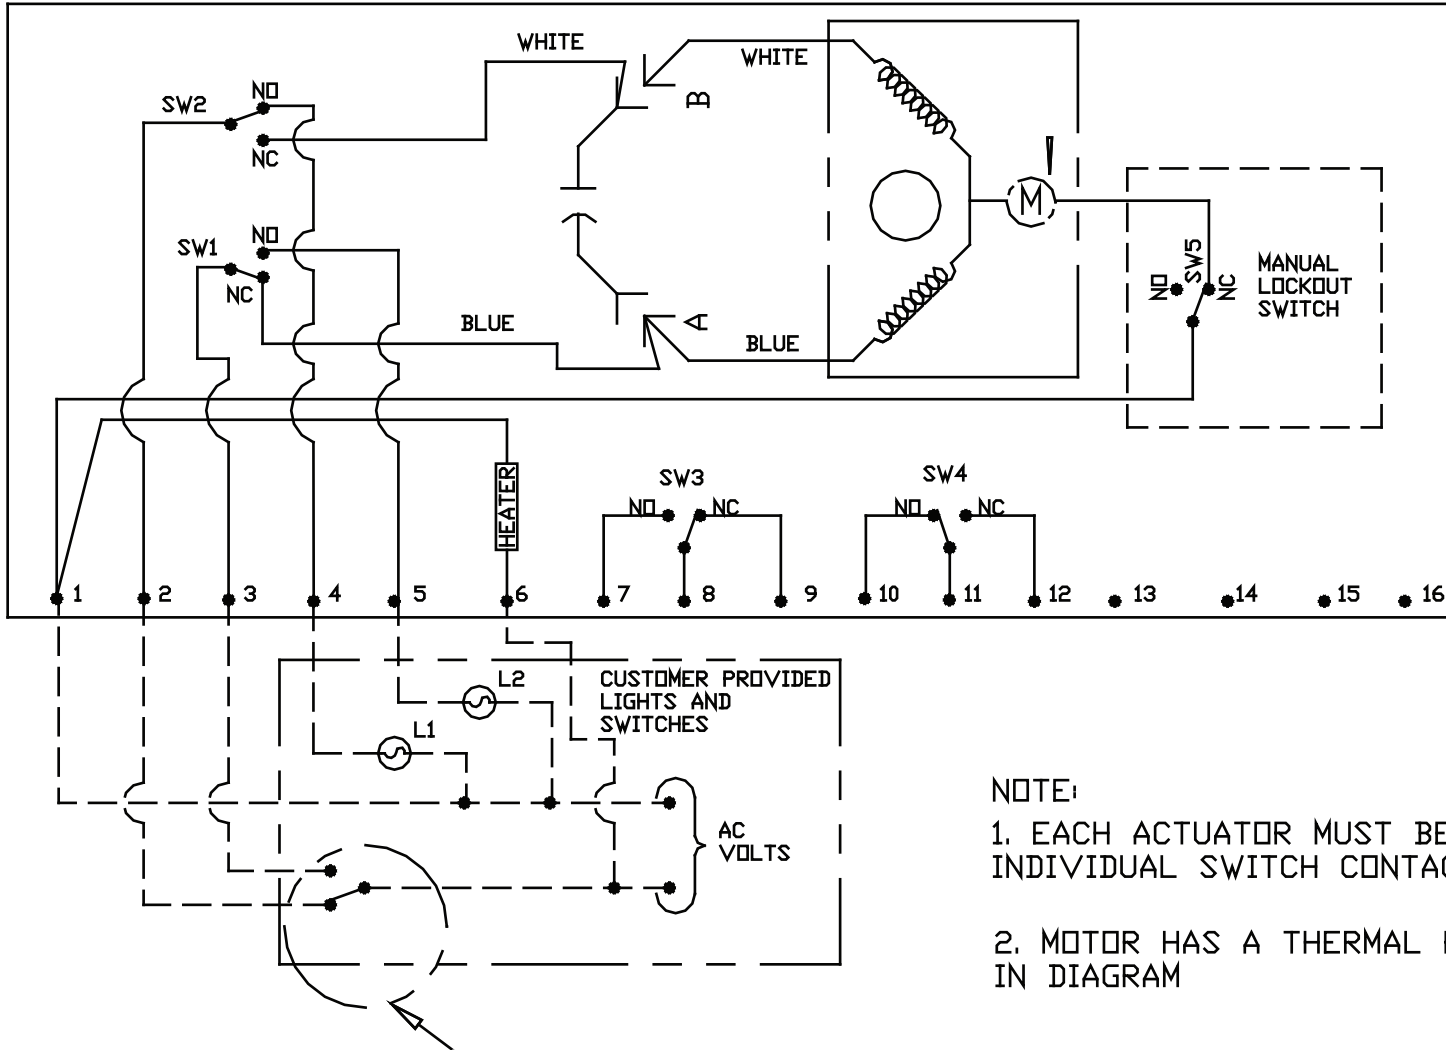 WHITE
WHITE
NO
SW2
B
NC
M
NO
SW1
NC
SW5
NO
NC
MANUAL
LOCKOUT
SWITCH
BLUE
A
BLUE
HEATER
SW3
NO NC
SW4
NO NC
1 2 3 4 5 6 7 8 9 10 11 12 13 14 15 16
L2
L1
CUSTOMER PROVIDED
LIGHTS AND
SWITCHES
AC
VOLTS
NOTE:
1. EACH ACTUATOR MUST BE
INDIVIDUAL SWITCH CONTAC
2. MOTOR HAS A THERMAL
IN DIAGRAM